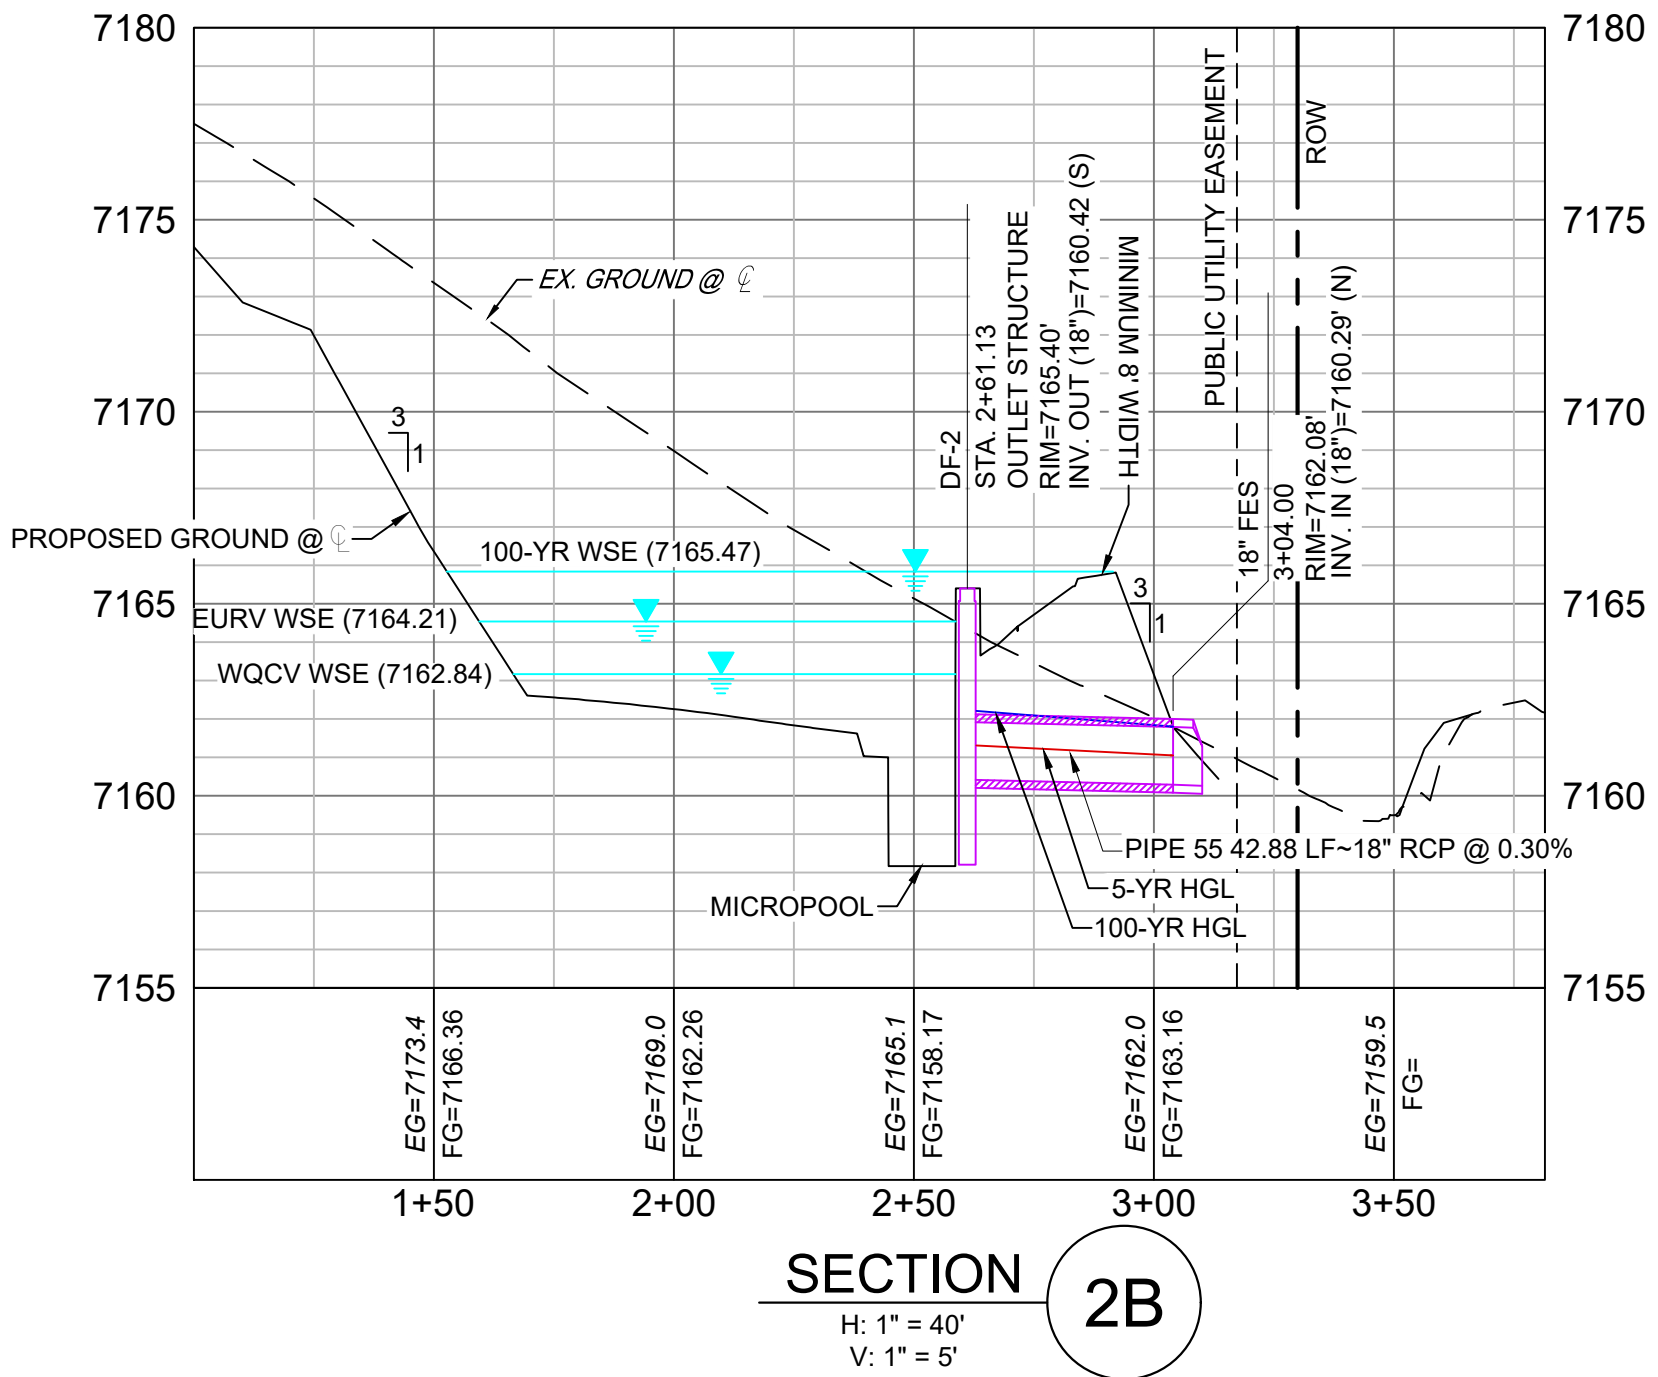 7180
7180
7175
7175
7170
7170
7165
7165
7160
7160
7155
7155
EX. GROUND @ ℄
3
1
PROPOSED GROUND @ ℄
100-YR WSE (7165.47)
EURV WSE (7164.21)
WQCV WSE (7162.84)
DF-2
STA. 2+61.13
OUTLET STRUCTURE
RIM=7165.40'
INV. OUT (18")=7160.42 (S)
MINIMUM 8' WIDTH
3
1
PUBLIC UTILITY EASEMENT
ROW
18" FES
3+04.00
RIM=7162.08'
INV. IN (18")=7160.29' (N)
PIPE 55 42.88 LF~18" RCP @ 0.30%
5-YR HGL
100-YR HGL
MICROPOOL
EG=7173.4
FG=7166.36
EG=7169.0
FG=7162.26
EG=7165.1
FG=7158.17
EG=7162.0
FG=7163.16
EG=7159.5
FG=
1+50
2+00
2+50
3+00
3+50
SECTION
2B
H: 1" = 40'
V: 1" = 5'